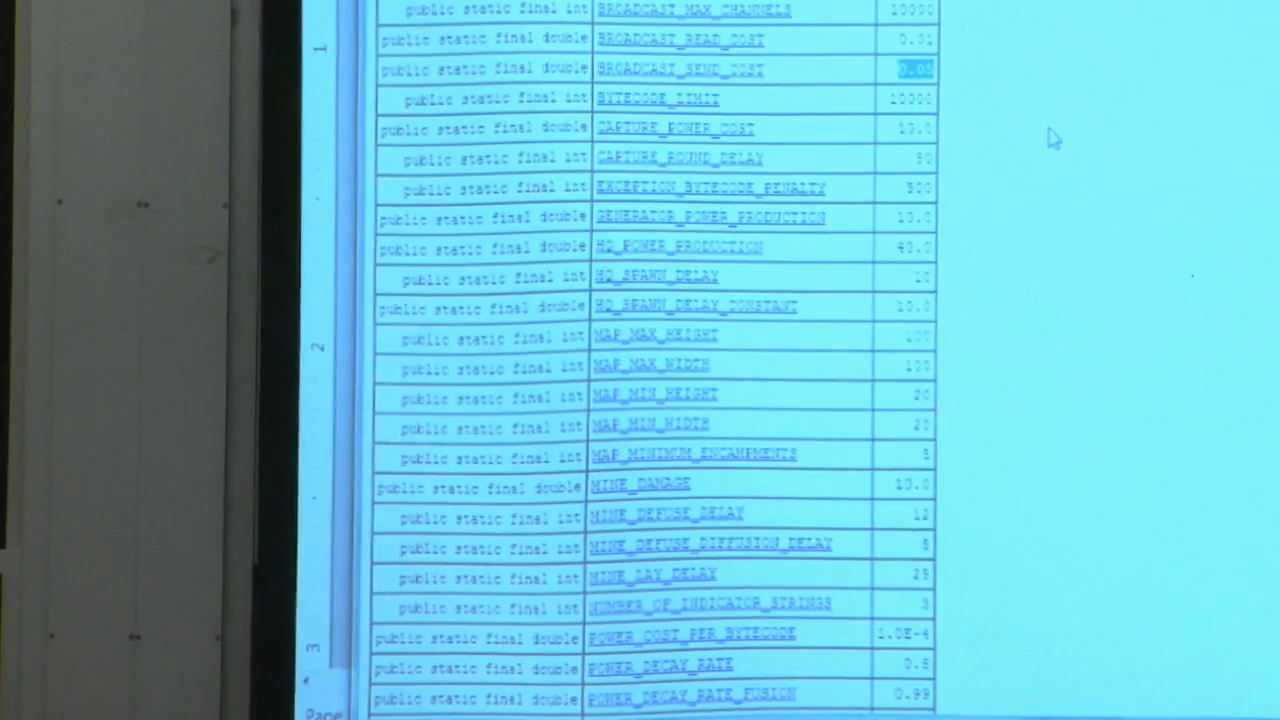 public static final int BROADCAST_MAX_CHANNELS 10000
public static final double BROADCAST_READ_COST 0.01
public static final double BROADCAST_SEND_COST 0.05
public static final int BYTECODE_LIMIT 10000
public static final double CAPTURE_POWER_COST 10.0
public static final int CAPTURE_ROUND_DELAY 50
public static final int EXCEPTION_BYTECODE_PENALTY 500
public static final double GENERATOR_POWER_PRODUCTION 10.0
public static final double HQ_POWER_PRODUCTION 40.0
public static final int HQ_SPAWN_DELAY 10
public static final double HQ_SPAWN_DELAY_CONSTANT 10.0
public static final int MAP_MAX_HEIGHT 100
public static final int MAP_MAX_WIDTH 100
public static final int MAP_MIN_HEIGHT 20
public static final int MAP_MIN_WIDTH 20
public static final int MAP_MINIMUM_ENCAMPMENTS 5
public static final double MINE_DAMAGE 10.0
public static final int MINE_DEFUSE_DELAY 12
public static final int MINE_DEFUSE_DIFFUSION_DELAY 5
public static final int MINE_LAY_DELAY 25
public static final int NUMBER_OF_INDICATOR_STRINGS 3
public static final double POWER_COST_PER_BYTECODE
public static final double POWER_DECAY_RATE 0.8
public static final double POWER_DECAY_RATE_FUSION 0.99
1
2
3
Page